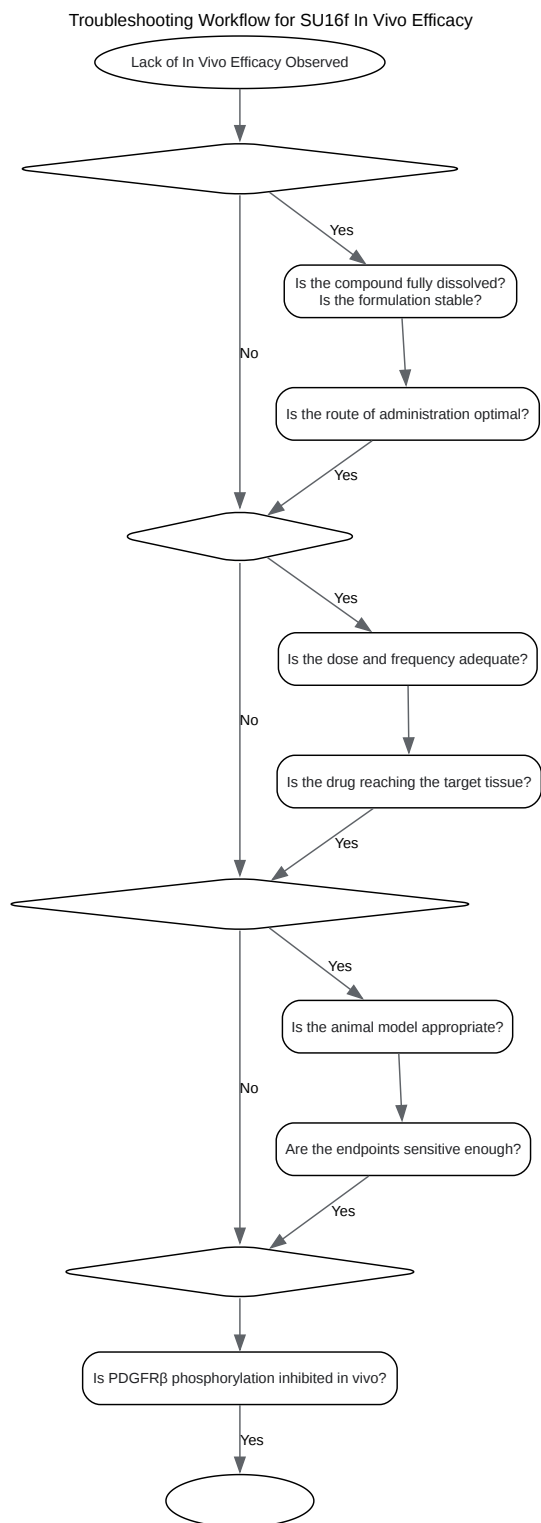 Troubleshooting Workflow for SU16f In Vivo Efficacy
Lack of In Vivo Efficacy Observed
Yes
Is the compound fully dissolved?
Is the formulation stable?
No
Is the route of administration optimal?
Yes
Yes
Is the dose and frequency adequate?
No
Is the drug reaching the target tissue?
Yes
Yes
Is the animal model appropriate?
No
Are the endpoints sensitive enough?
Yes
Is PDGFRβ phosphorylation inhibited in vivo?
Yes